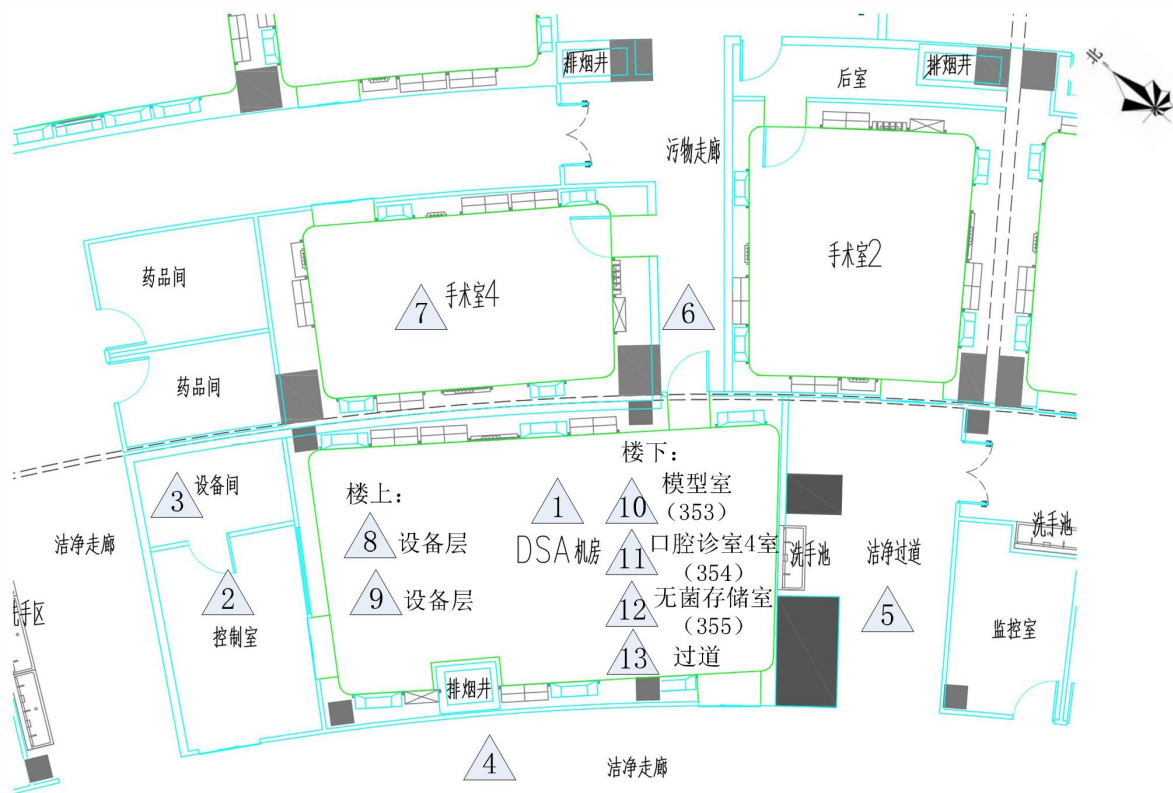 排烟井
后室
排烟井
北
污物走廊
手术室2
药品间
手术室4
7
6
药品间
楼下：
设备间
3
楼上：
1
10
模型室
（353）
洁净走廊
8
设备层
DSA机房
11
口腔诊室4室
（354）
洗手池
洁净过道
洗手池
2
9
设备层
12
无菌存储室
（355）
5
洗手区
控制室
监控室
13
过道
排烟井
4
洁净走廊